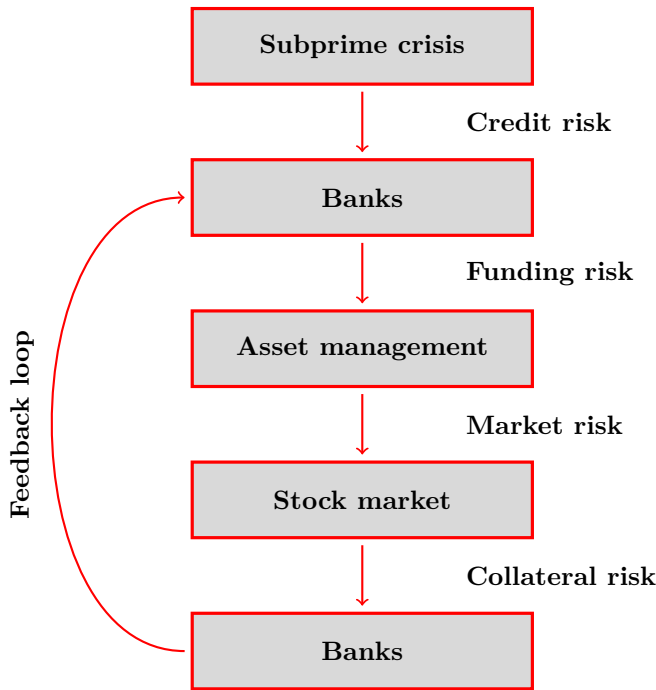 Subprime crisis
Credit risk
Banks
Funding risk
Asset management
Market risk
Stock market
Collateral risk
Banks
Feedback loop